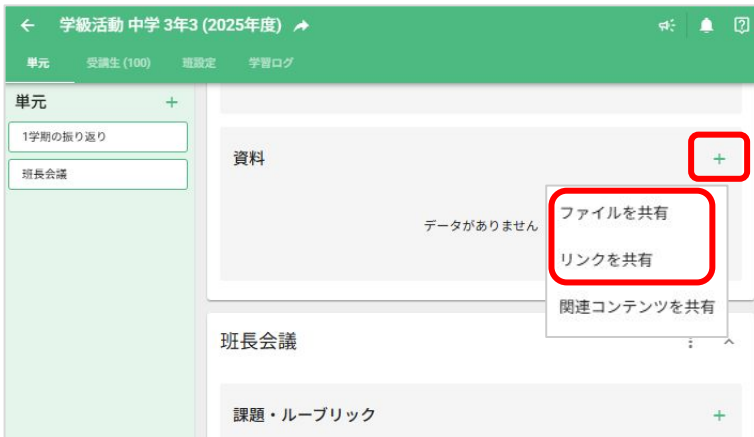 学級活動 中学 3年3 (2025年度)
単元 受講生 (100) 班設定 学習ログ
単元 +
1学期の振り返り
班長会議
資料 +
データがありません
ファイルを共有
リンクを共有
関連コンテンツを共有
班長会議
課題・ルーブリック +